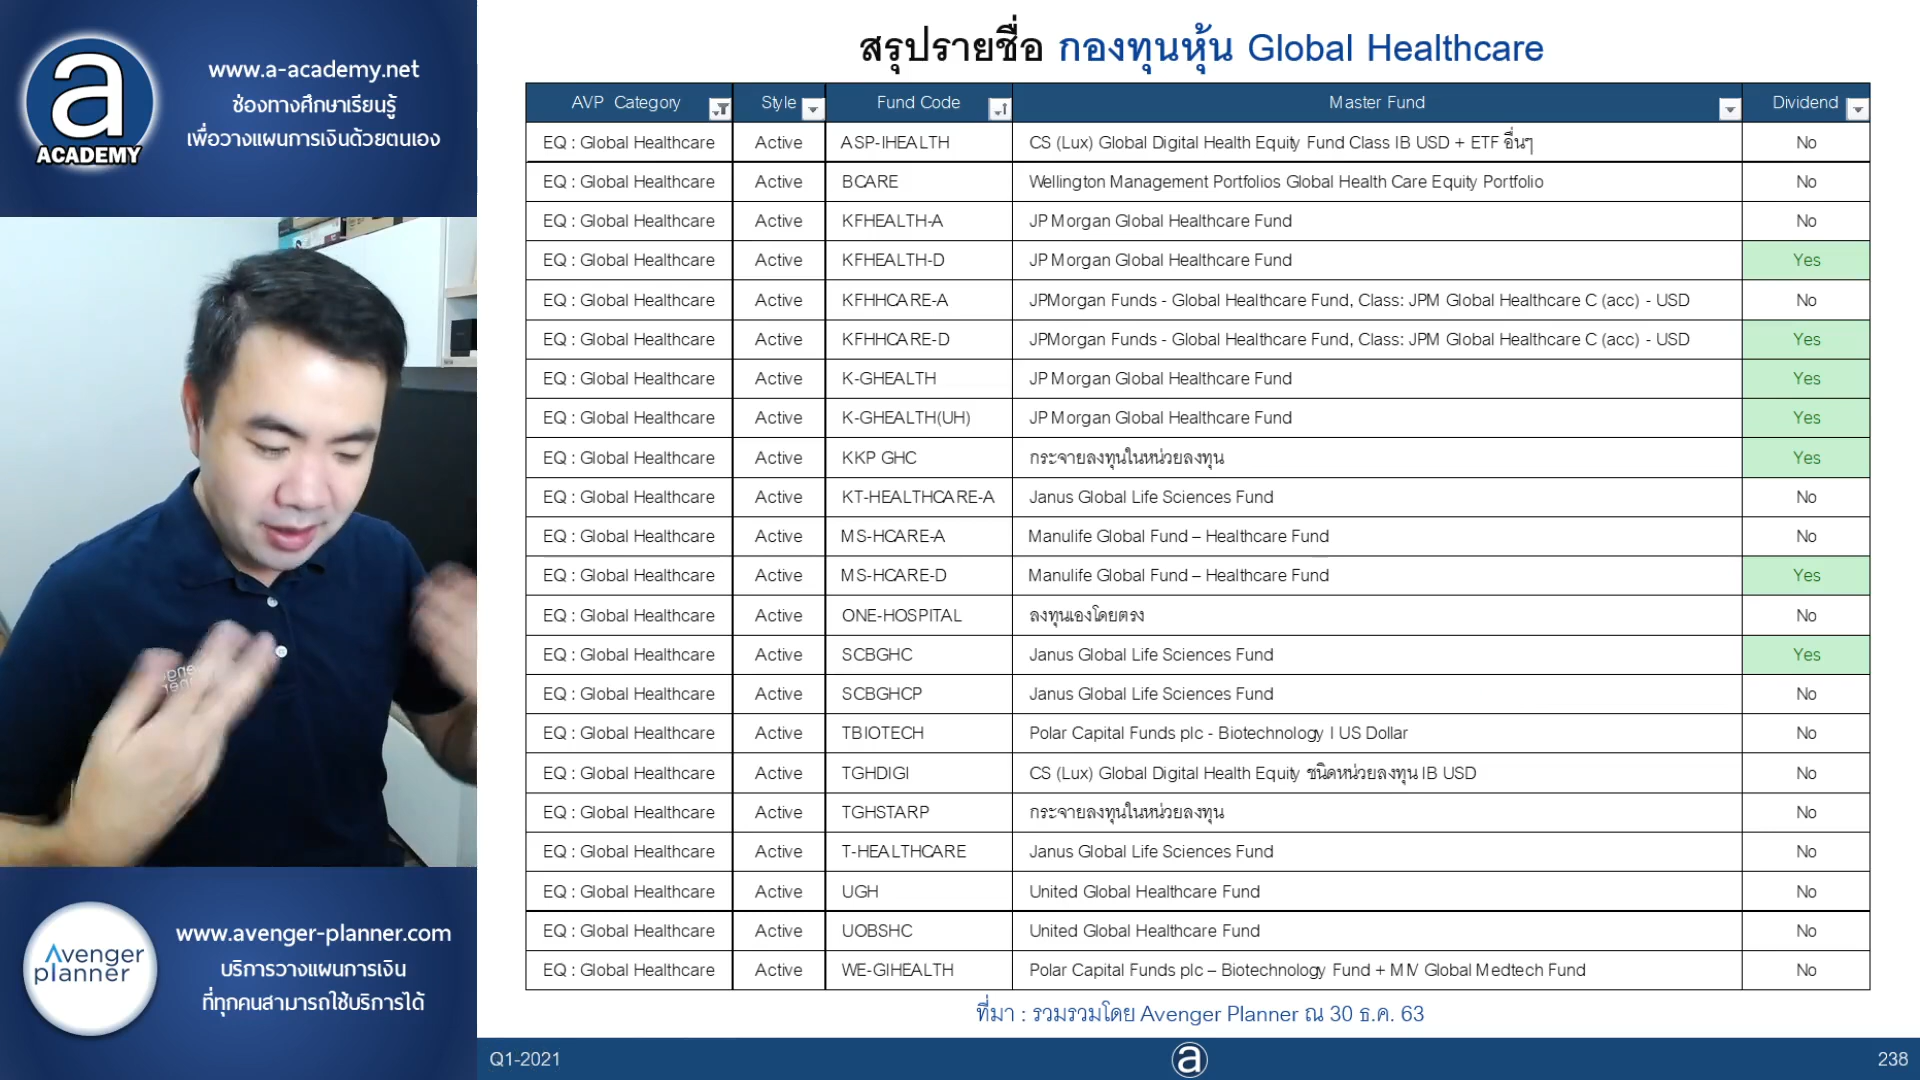 a
ACADEMY
www.a-academy.net
ช่องทางศึกษาเรียนรู้
เพื่อวางแผนการเงินด้วยตนเอง
Avenger
planner
www.avenger-planner.com
บริการวางแผนการเงิน
ที่ทุกคนสามารถใช้บริการได้
สรุปรายชื่อ กองทุนหุ้น Global Healthcare
AVP Category Style Fund Code Master Fund Dividend
EQ : Global Healthcare Active ASP-IHEALTH CS (Lux) Global Digital Health Equity Fund Class IB USD + ETF อื่นๆ No
EQ : Global Healthcare Active BCARE Wellington Management Portfolios Global Health Care Equity Portfolio No
EQ : Global Healthcare Active KFHEALTH-A JP Morgan Global Healthcare Fund No
EQ : Global Healthcare Active KFHEALTH-D JP Morgan Global Healthcare Fund Yes
EQ : Global Healthcare Active KFHHCARE-A JPMorgan Funds - Global Healthcare Fund, Class: JPM Global Healthcare C (acc) - USD No
EQ : Global Healthcare Active KFHHCARE-D JPMorgan Funds - Global Healthcare Fund, Class: JPM Global Healthcare C (acc) - USD Yes
EQ : Global Healthcare Active K-GHEALTH JP Morgan Global Healthcare Fund Yes
EQ : Global Healthcare Active K-GHEALTH(UH) JP Morgan Global Healthcare Fund Yes
EQ : Global Healthcare Active KKP GHC กระจายลงทุนในหน่วยลงทุน Yes
EQ : Global Healthcare Active KT-HEALTHCARE-A Janus Global Life Sciences Fund No
EQ : Global Healthcare Active MS-HCARE-A Manulife Global Fund – Healthcare Fund No
EQ : Global Healthcare Active MS-HCARE-D Manulife Global Fund – Healthcare Fund Yes
EQ : Global Healthcare Active ONE-HOSPITAL ลงทุนเองโดยตรง No
EQ : Global Healthcare Active SCBGHC Janus Global Life Sciences Fund Yes
EQ : Global Healthcare Active SCBGHCP Janus Global Life Sciences Fund No
EQ : Global Healthcare Active TBIOTECH Polar Capital Funds plc - Biotechnology I US Dollar No
EQ : Global Healthcare Active TGHDIGI CS (Lux) Global Digital Health Equity ชนิดหน่วยลงทุน IB USD No
EQ : Global Healthcare Active TGHSTARP กระจายลงทุนในหน่วยลงทุน No
EQ : Global Healthcare Active T-HEALTHCARE Janus Global Life Sciences Fund No
EQ : Global Healthcare Active UGH United Global Healthcare Fund No
EQ : Global Healthcare Active UOBSHC United Global Healthcare Fund No
EQ : Global Healthcare Active WE-GIHEALTH Polar Capital Funds plc – Biotechnology Fund + MIV Global Medtech Fund No
ที่มา : รวมรวมโดย Avenger Planner ณ 30 ธ.ค. 63
Q1-2021 a 238